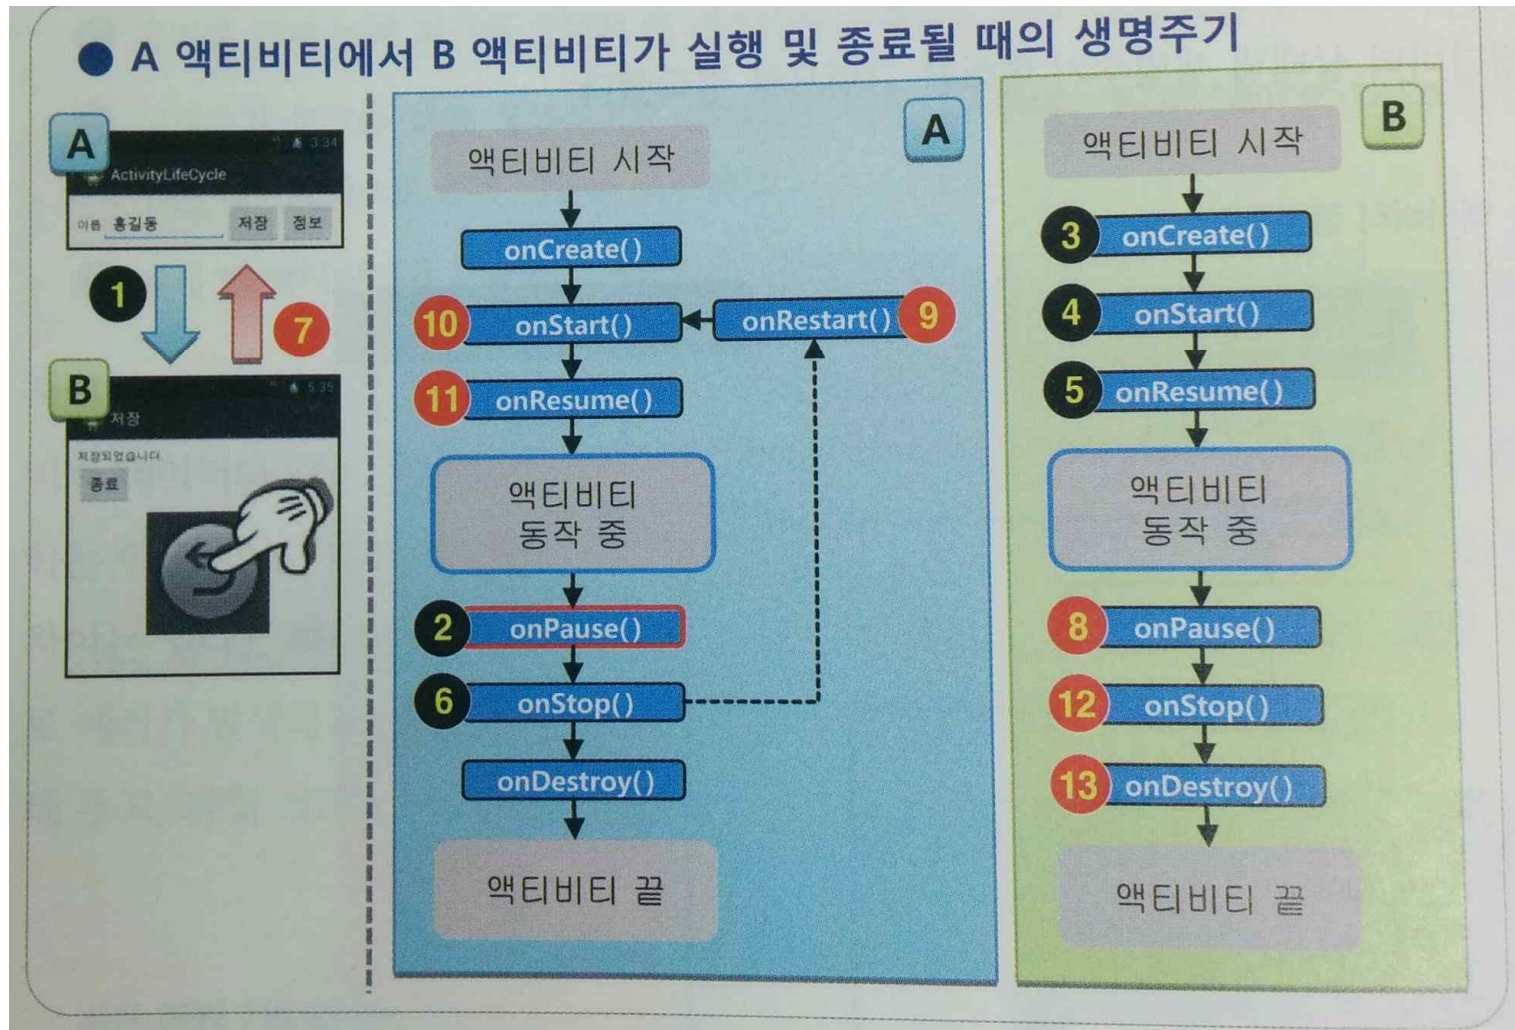 ● A 액티비티에서 B 액티비티가 실행 및 종료될 때의 생명주기
A
3:34
ActivityLifeCycle
이름 홍길동 저장 정보
1
7
B
5:35
저장
저장되었습니다.
종료
A
액티비티 시작
onCreate()
10 onStart()
onRestart() 9
11 onResume()
액티비티
동작 중
2 onPause()
6 onStop()
onDestroy()
액티비티 끝
B
액티비티 시작
3 onCreate()
4 onStart()
5 onResume()
액티비티
동작 중
8 onPause()
12 onStop()
13 onDestroy()
액티비티 끝